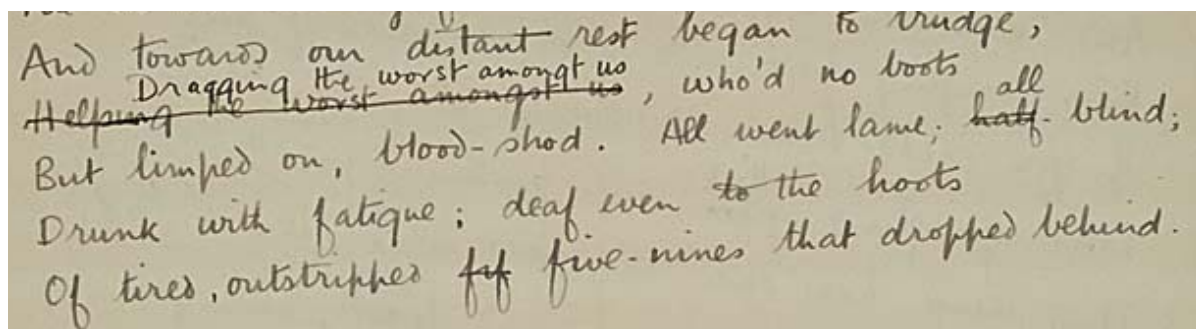 And towards our distant rest began to trudge,
Dragging the worst amongt us
Helping the worst amongst us, who'd no boots
all
But limped on, blood-shod. All went lame; half-blind;
Drunk with fatigue; deaf even to the hoots
Of tired, outstripped fif five-nines that dropped behind.